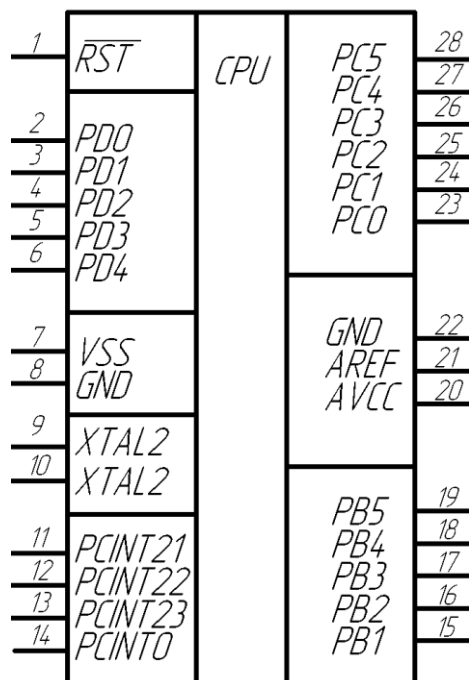 1 RST
CPU
2 PD0
3 PD1
4 PD2
5 PD3
6 PD4
7 VSS
8 GND
9 XTAL2
10 XTAL2
11 PCINT21
12 PCINT22
13 PCINT23
14 PCINT0
PC5 28
PC4 27
PC3 26
PC2 25
PC1 24
PC0 23
GND 22
AREF 21
AVCC 20
PB5 19
PB4 18
PB3 17
PB2 16
PB1 15